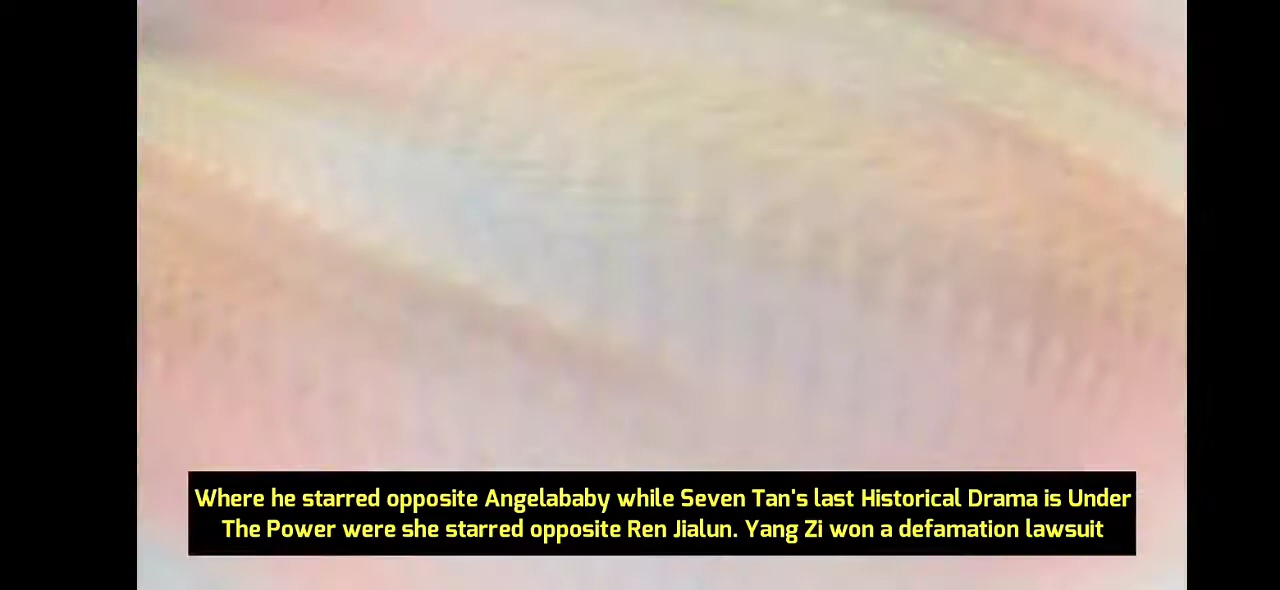 Where he starred opposite Angelababy while Seven Tan's last Historical Drama is Under
The Power were she starred opposite Ren Jialun. Yang Zi won a defamation lawsuit